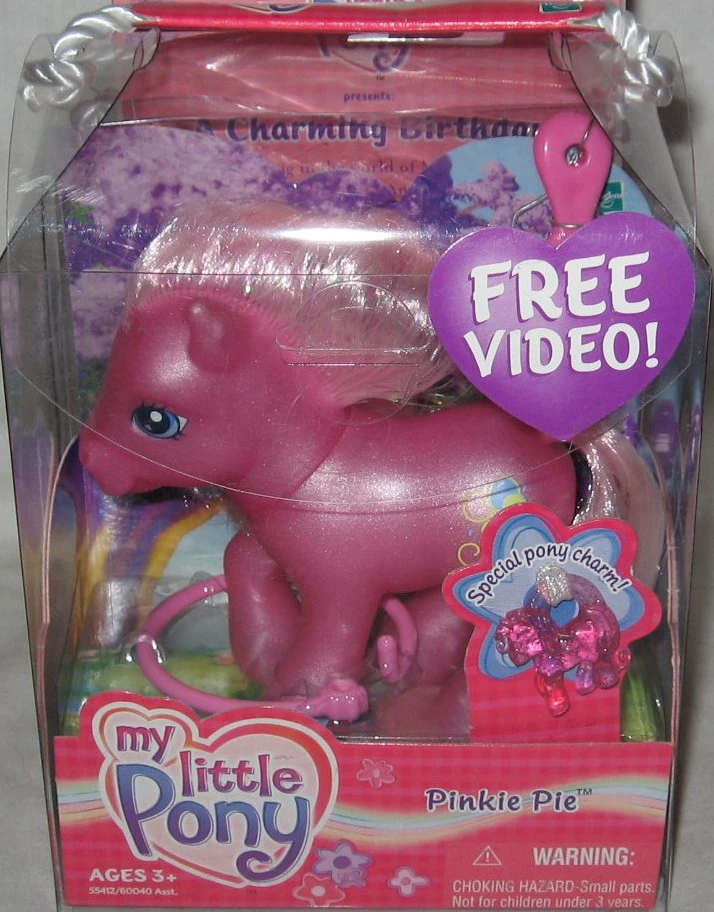 presents:
A Charming Birthday
FREE
VIDEO!
Special pony charm!
my
little
Pony
Pinkie Pie™
AGES 3+
55412/60040 Asst.
WARNING:
CHOKING HAZARD-Small parts.
Not for children under 3 years.